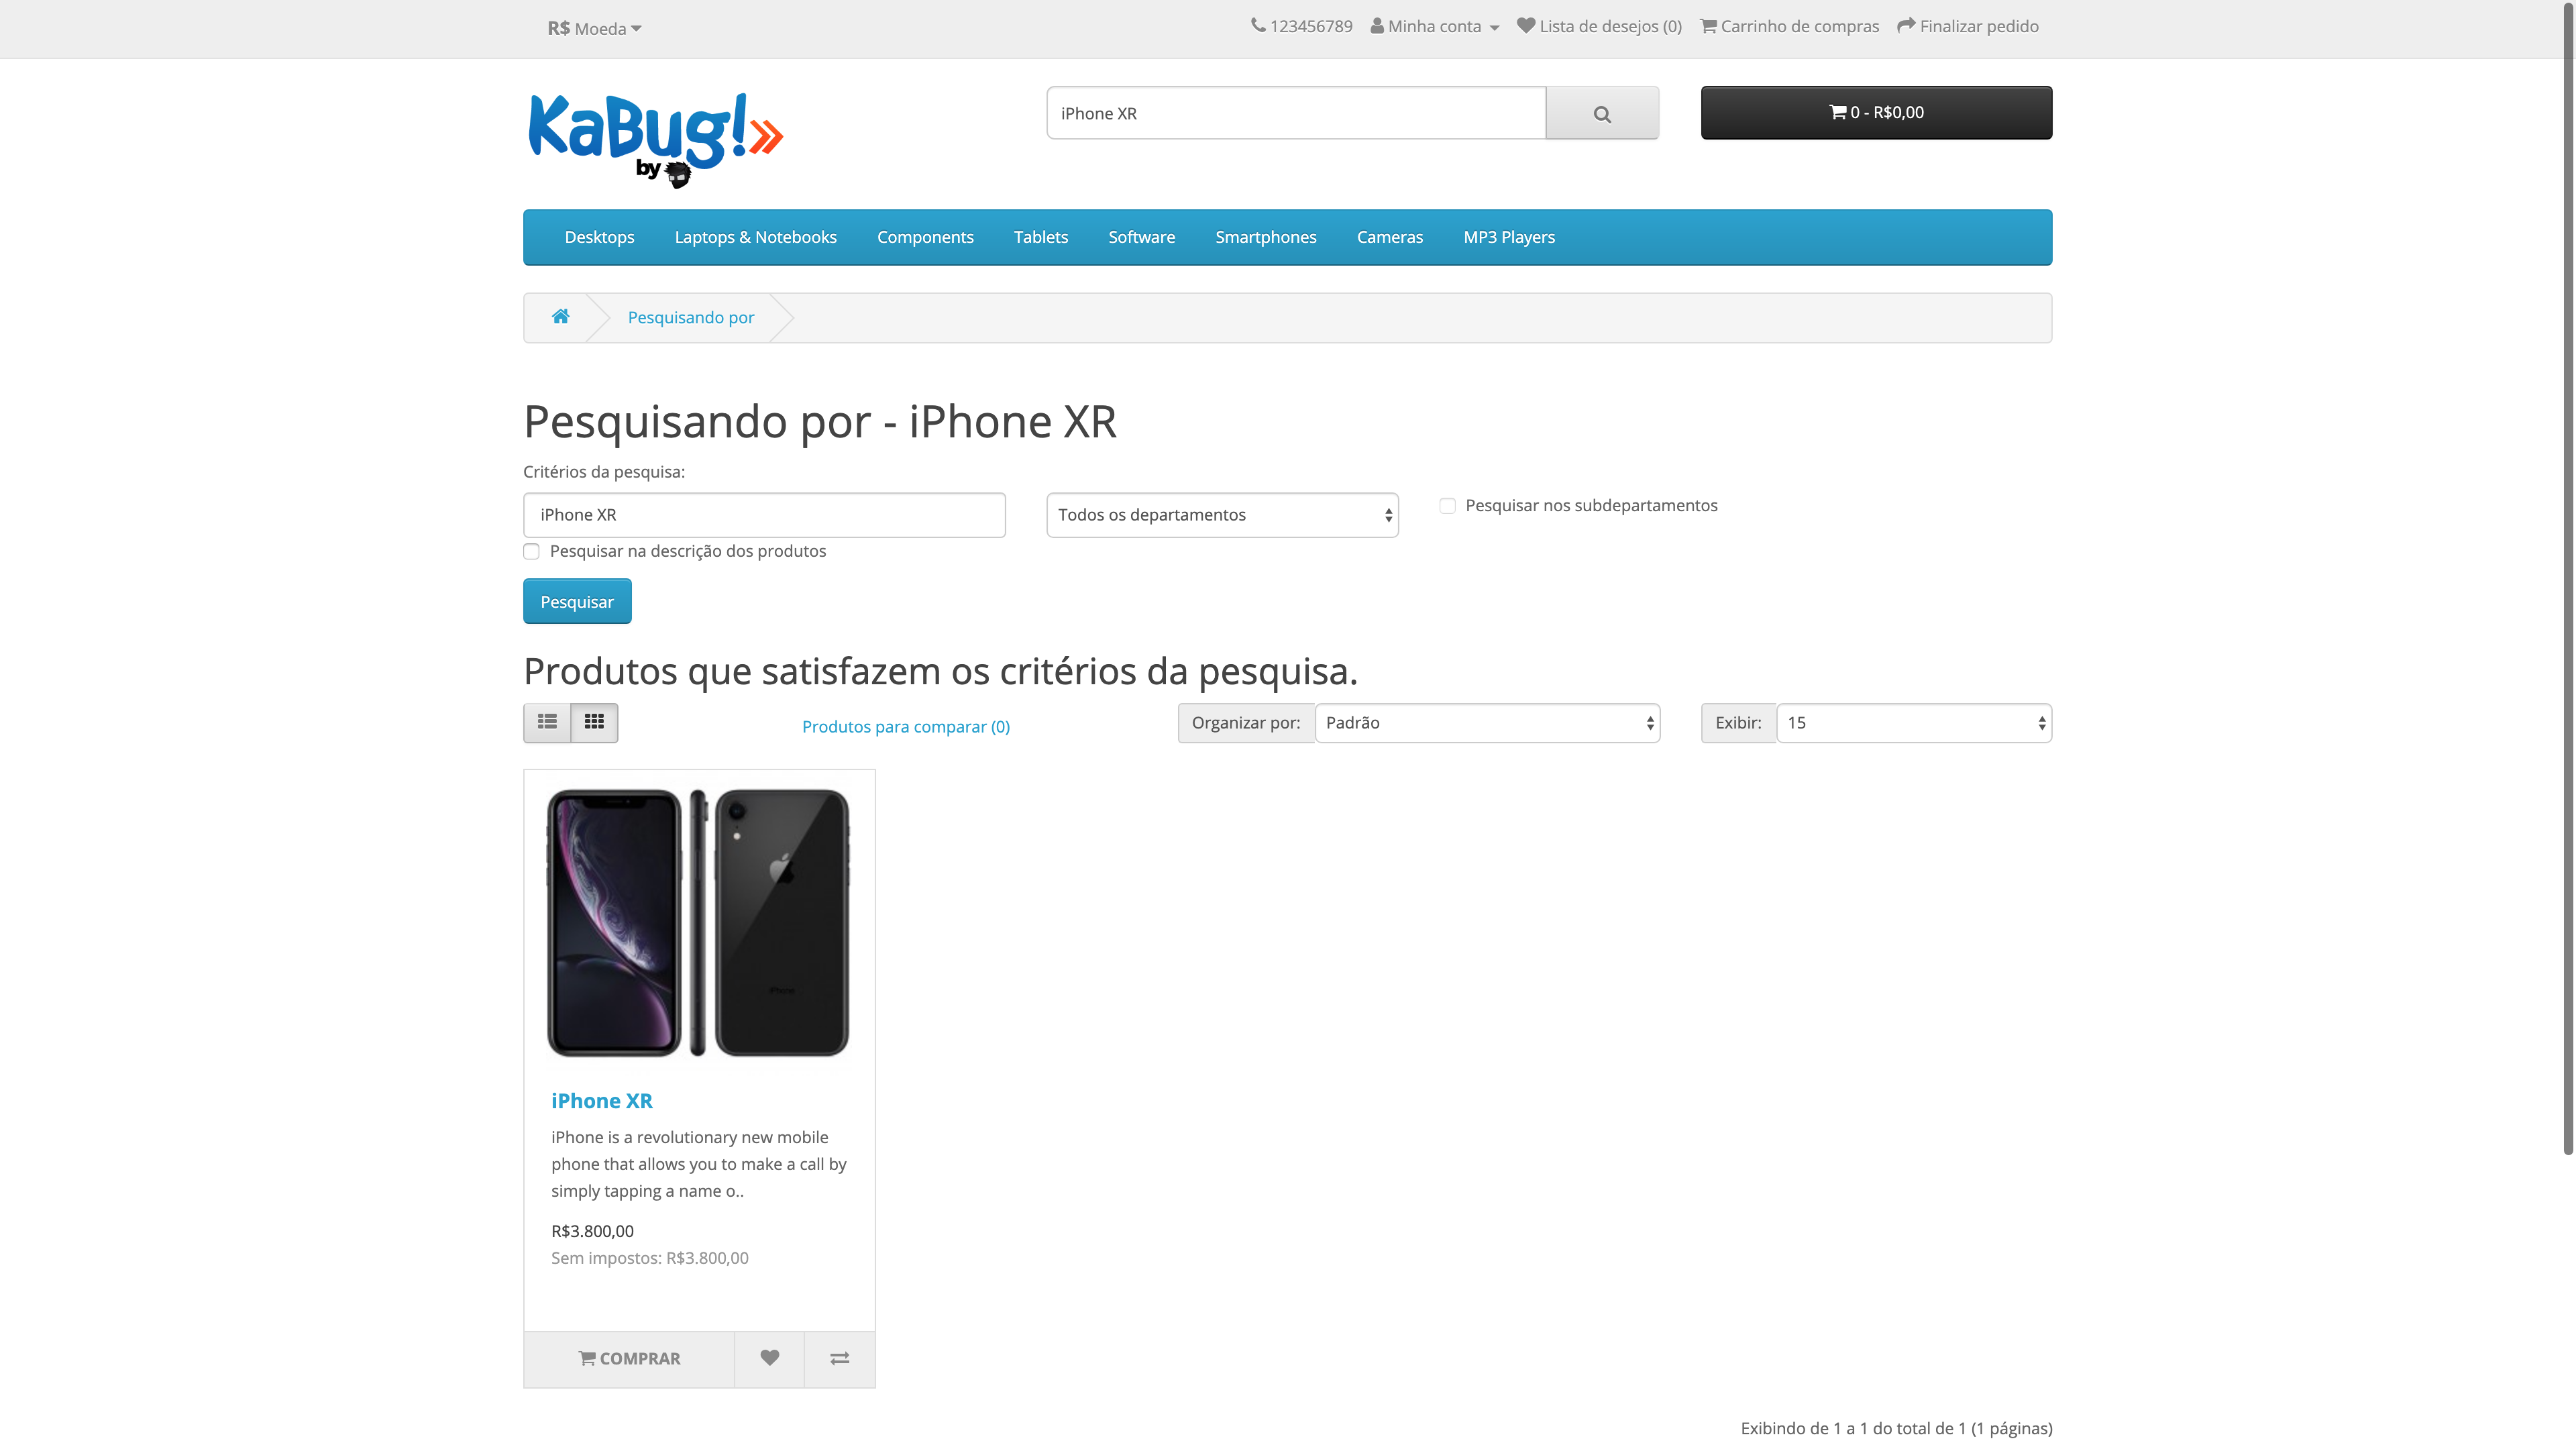 R$ Moeda
123456789 Minha conta Lista de desejos (0) Carrinho de compras Finalizar pedido
KaBug!
by
iPhone XR
0 - R$0,00
Desktops Laptops & Notebooks Components Tablets Software Smartphones Cameras MP3 Players
Pesquisando por
Pesquisando por - iPhone XR
Critérios da pesquisa:
iPhone XR
Todos os departamentos
Pesquisar nos subdepartamentos
Pesquisar na descrição dos produtos
Pesquisar
Produtos que satisfazem os critérios da pesquisa.
Produtos para comparar (0)
Organizar por: Padrão
Exibir: 15
iPhone
iPhone XR
iPhone is a revolutionary new mobile
phone that allows you to make a call by
simply tapping a name o..
R$3.800,00
Sem impostos: R$3.800,00
COMPRAR
Exibindo de 1 a 1 do total de 1 (1 páginas)